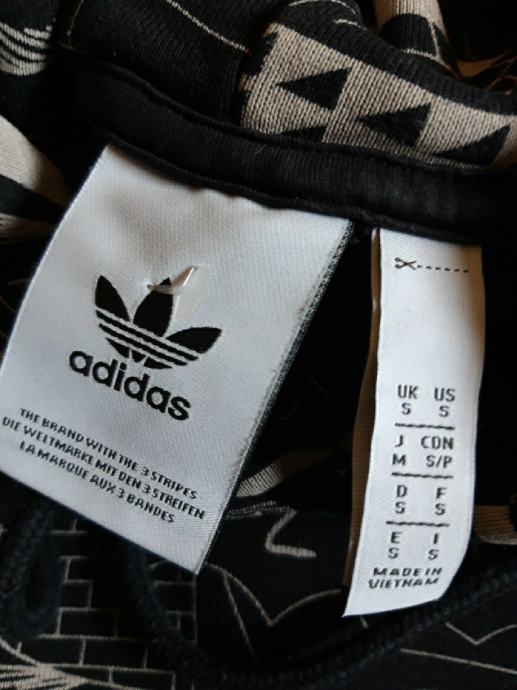 adidas
THE BRAND WITH THE 3 STRIPES
DIE WELTMARKE MIT DEN 3 STREIFEN
LA MARQUE AUX 3 BANDES
UK US
S S
J CDN
M S/P
D F
S S
E I
S S
MADE IN
VIETNAM